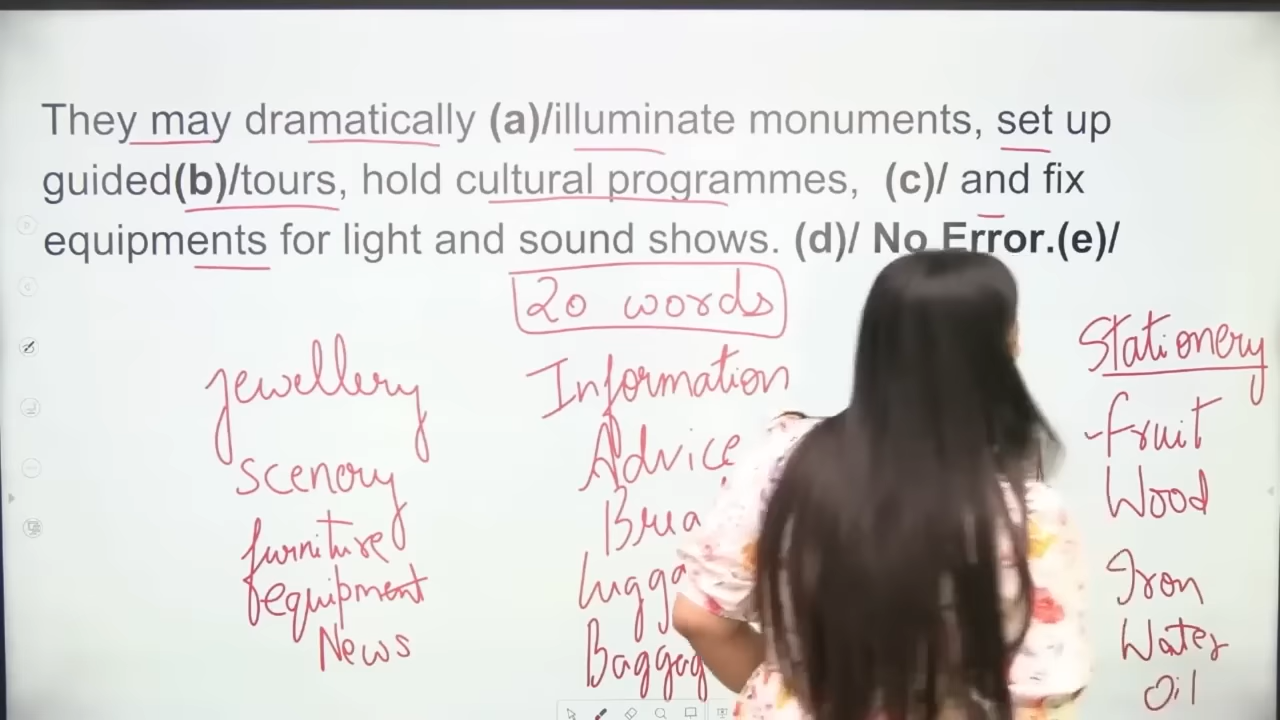 They may dramatically (a)/illuminate monuments, set up
guided(b)/tours, hold cultural programmes, (c)/ and fix
equipments for light and sound shows. (d)/ No Error.(e)/
20 words
Jewellery
scenery
furniture
equipment
News
Information
Advice
Stationery
Fruit
Wood
Iron
Water
Oil